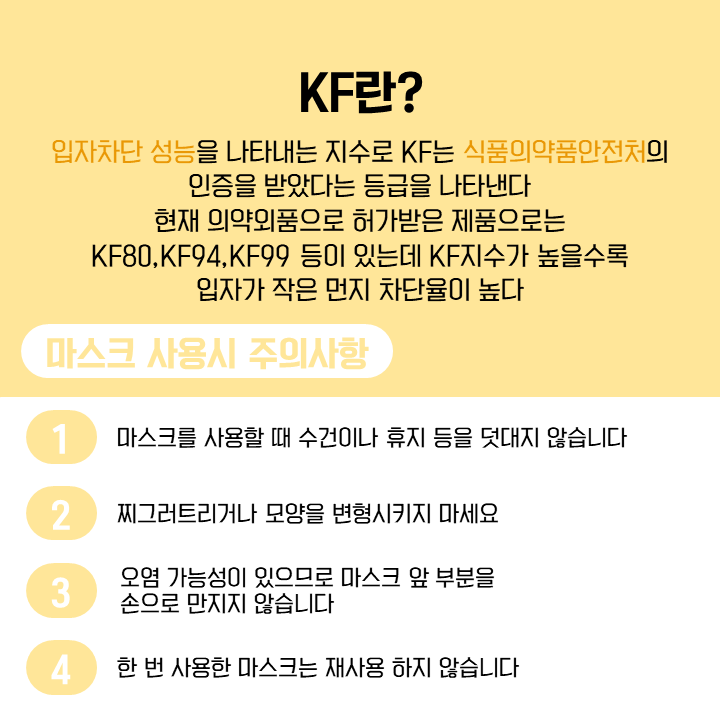 KF란?
입자차단 성능을 나타내는 지수로 KF는 식품의약품안전처의
인증을 받았다는 등급을 나타낸다
현재 의약외품으로 허가받은 제품으로는
KF80,KF94,KF99 등이 있는데 KF지수가 높을수록
입자가 작은 먼지 차단율이 높다
마스크 사용시 주의사항
1 마스크를 사용할 때 수건이나 휴지 등을 덧대지 않습니다
2 찌그러트리거나 모양을 변형시키지 마세요
3 오염 가능성이 있으므로 마스크 앞 부분을
손으로 만지지 않습니다
4 한 번 사용한 마스크는 재사용 하지 않습니다